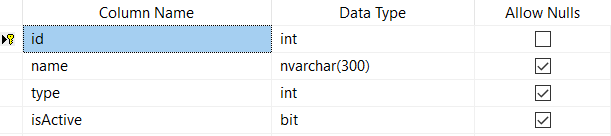 Column Name Data Type Allow Nulls
id int
name nvarchar(300)
type int
isActive bit